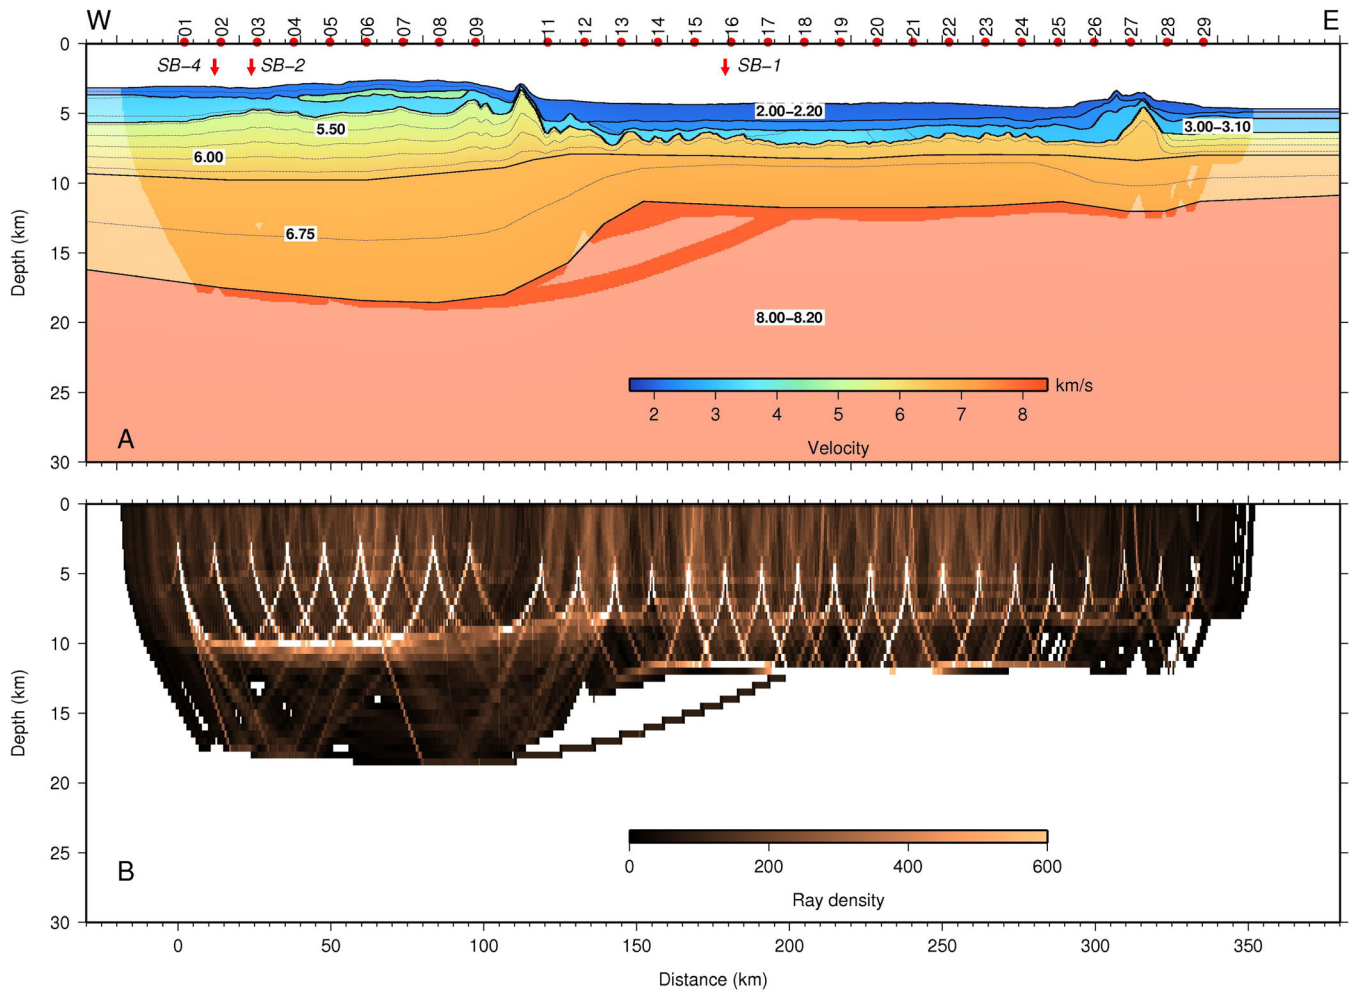 W 01 02 03 04 05 06 07 08 09 11 12 13 14 15 16 17 18 19 20 21 22 23 24 25 26 27 28 29 E
0
SB–4 SB–2 SB–1
5
2.00–2.20
5.50 3.00–3.10
6.00
10
Depth (km)
6.75
15
20
8.00–8.20
25
km/s
2 3 4 5 6 7 8
A
Velocity
30
0
5
10
Depth (km)
15
20
25
B
0 200 400 600
Ray density
30
0 50 100 150 200 250 300 350
Distance (km)